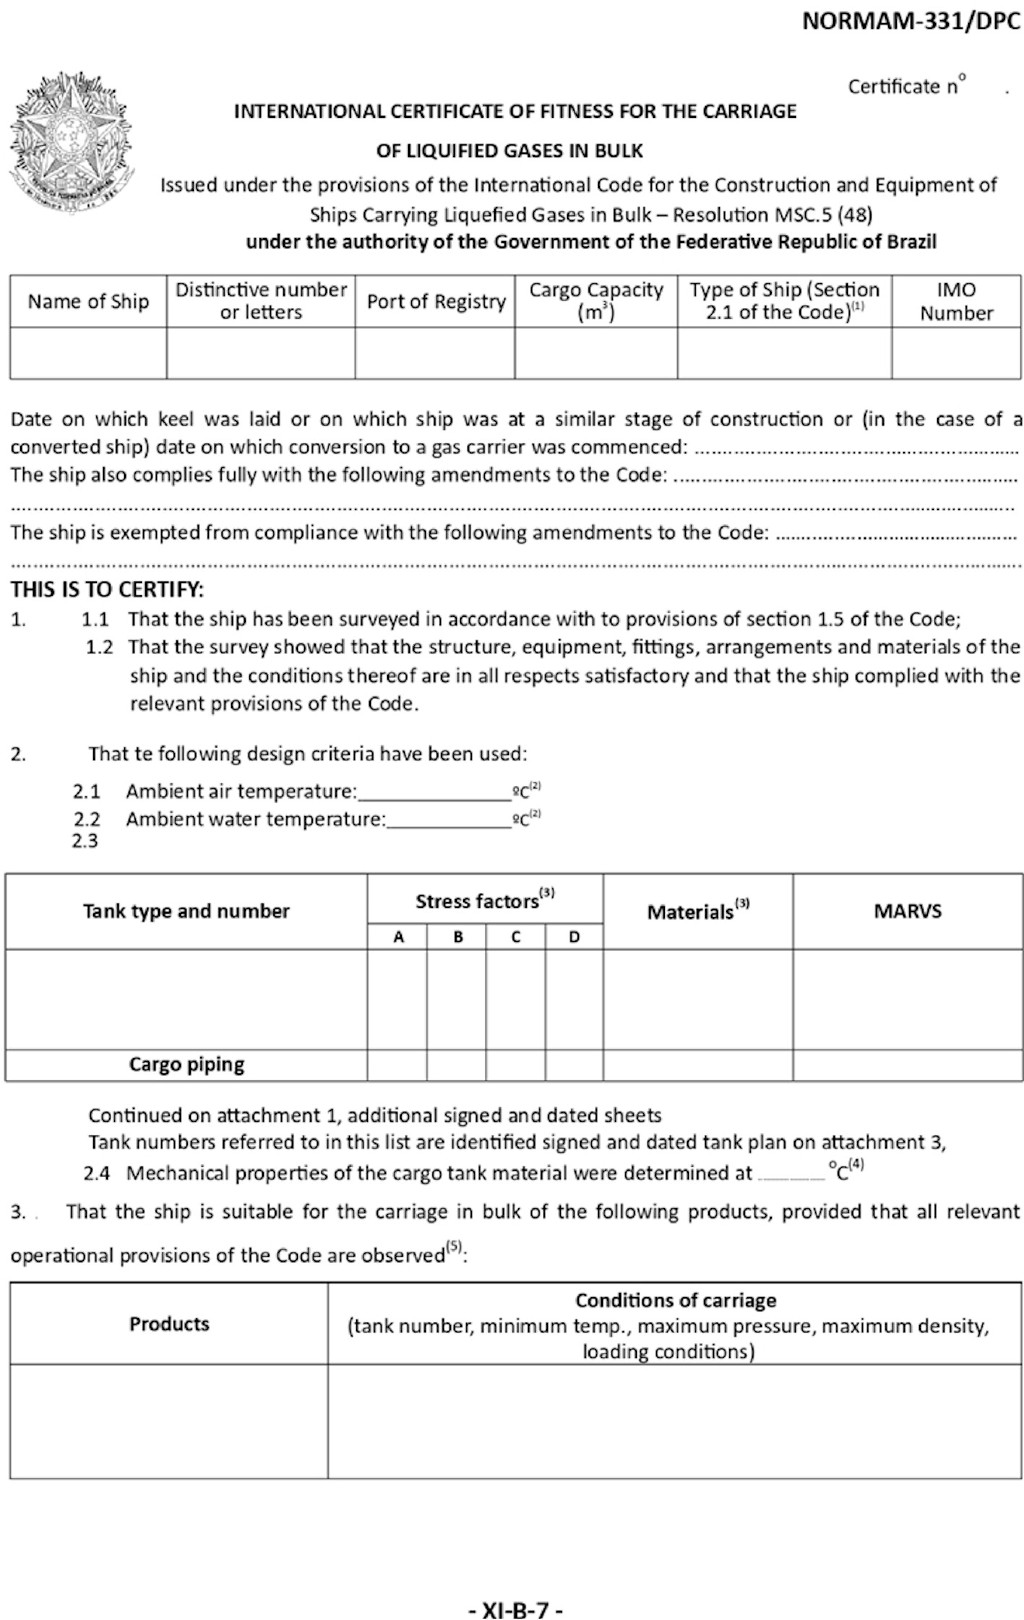 NORMAM-331/DPC
Certificate nº .
INTERNATIONAL CERTIFICATE OF FITNESS FOR THE CARRIAGE
OF LIQUIFIED GASES IN BULK
Issued under the provisions of the International Code for the Construction and Equipment of
Ships Carrying Liquefied Gases in Bulk – Resolution MSC.5 (48)
under the authority of the Government of the Federative Republic of Brazil
Name of Ship
Distinctive number
or letters
Port of Registry
Cargo Capacity
(m³)
Type of Ship (Section
2.1 of the Code)⁽¹⁾
IMO
Number
Date on which keel was laid or on which ship was at a similar stage of construction or (in the case of a
converted ship) date on which conversion to a gas carrier was commenced: ..........................................................
The ship also complies fully with the following amendments to the Code: .............................................................
....................................................................................................................................................................................
The ship is exempted from compliance with the following amendments to the Code: ...........................................
....................................................................................................................................................................................
THIS IS TO CERTIFY:
1. 1.1 That the ship has been surveyed in accordance with to provisions of section 1.5 of the Code;
1.2 That the survey showed that the structure, equipment, fittings, arrangements and materials of the
ship and the conditions thereof are in all respects satisfactory and that the ship complied with the
relevant provisions of the Code.
2. That te following design criteria have been used:
2.1 Ambient air temperature:______________ºC⁽²⁾
2.2 Ambient water temperature:___________ºC⁽²⁾
2.3
Tank type and number
Stress factors⁽³⁾
Materials⁽³⁾
MARVS
A B C D
Cargo piping
Continued on attachment 1, additional signed and dated sheets
Tank numbers referred to in this list are identified signed and dated tank plan on attachment 3,
2.4 Mechanical properties of the cargo tank material were determined at ______ ºC⁽⁴⁾
3. . That the ship is suitable for the carriage in bulk of the following products, provided that all relevant
operational provisions of the Code are observed⁽⁵⁾:
Products
Conditions of carriage
(tank number, minimum temp., maximum pressure, maximum density,
loading conditions)
- XI-B-7 -